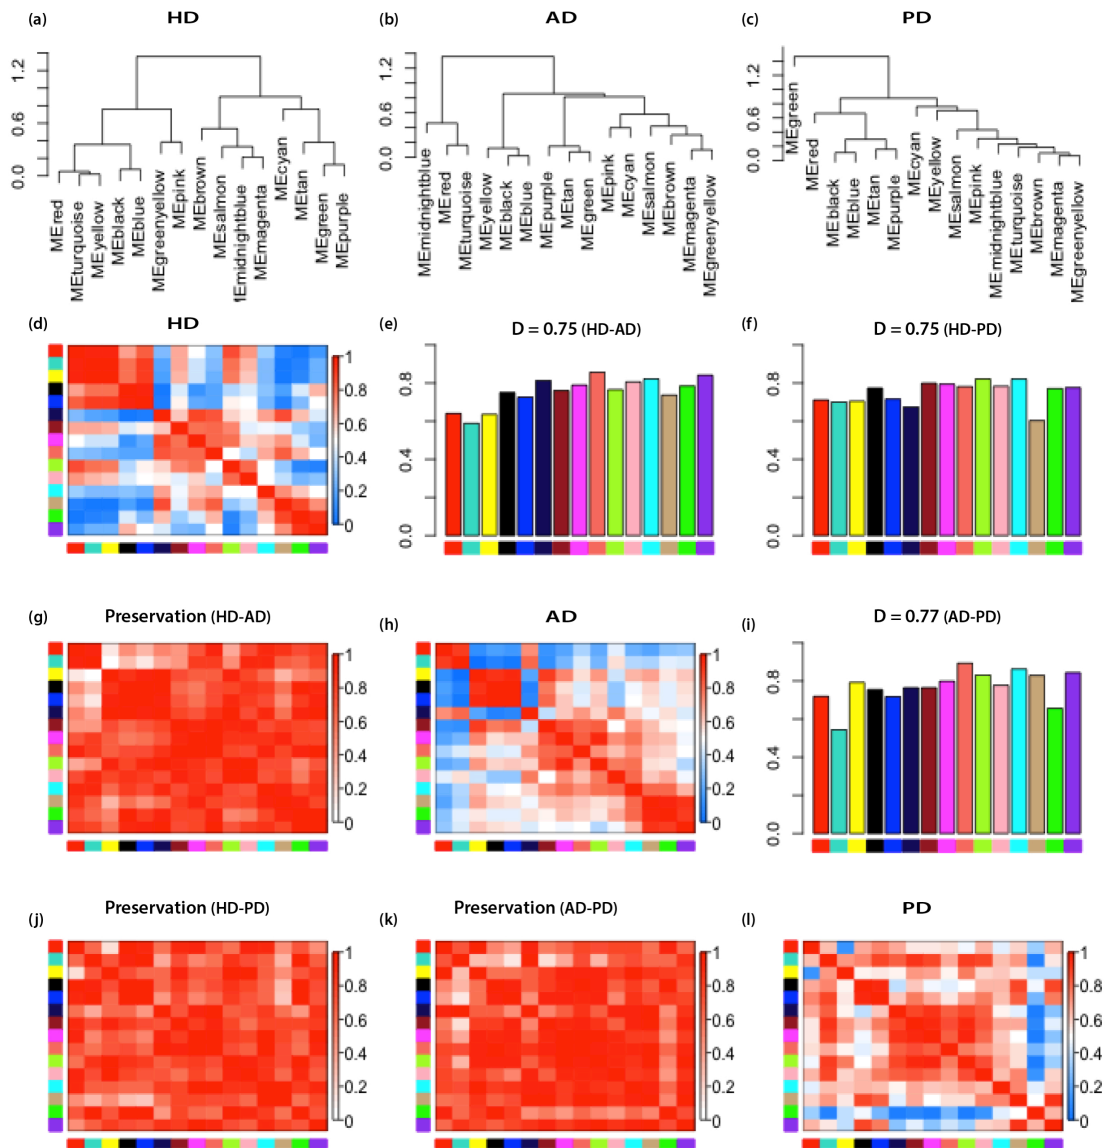 (a) HD
(b) AD
(c) PD
1.2
0.6
0.0
MEred
MEturquoise
MEyellow
MEblack
MEblue
MEgreenyellow
MEpink
MEbrown
MEsalmon
MEmidnightblue
MEmagenta
MEcyan
MEtan
MEgreen
MEpurple
1.2
0.6
0.0
MEmidnightblue
MEred
MEturquoise
MEyellow
MEblack
MEblue
MEpurple
MEtan
MEgreen
MEpink
MEcyan
MEsalmon
MEbrown
MEmagenta
MEgreenyellow
1.2
0.6
0.0
MEgreen
MEred
MEblack
MEblue
MEtan
MEpurple
MEcyan
MEyellow
MEsalmon
MEpink
MEmidnightblue
MEturquoise
MEbrown
MEmagenta
MEgreenyellow
(d) HD
1
0.8
0.6
0.4
0.2
0
(e) D = 0.75 (HD-AD)
0.8
0.4
0.0
(f) D = 0.75 (HD-PD)
0.8
0.4
0.0
(g) Preservation (HD-AD)
1
0.8
0.6
0.4
0.2
0
(h) AD
1
0.8
0.6
0.4
0.2
0
(i) D = 0.77 (AD-PD)
0.8
0.4
0.0
(j) Preservation (HD-PD)
1
0.8
0.6
0.4
0.2
0
(k) Preservation (AD-PD)
1
0.8
0.6
0.4
0.2
0
(l) PD
1
0.8
0.6
0.4
0.2
0